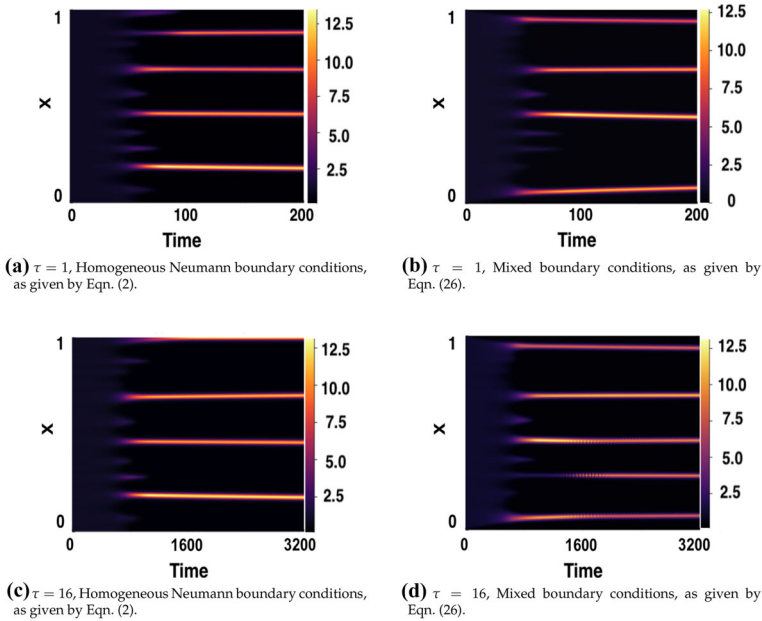 1
X
0
0
100
200
Time
12.5
10.0
7.5
5.0
2.5
(a) τ = 1, Homogeneous Neumann boundary conditions,
as given by Eqn. (2).
1
X
0
0
100
200
Time
12.5
10.0
7.5
5.0
2.5
0
(b) τ = 1, Mixed boundary conditions, as given by
Eqn. (26).
1
X
0
0
1600
3200
Time
12.5
10.0
7.5
5.0
2.5
(c) τ = 16, Homogeneous Neumann boundary conditions,
as given by Eqn. (2).
1
X
0
0
1600
3200
Time
12.5
10.0
7.5
5.0
2.5
(d) τ = 16, Mixed boundary conditions, as given by
Eqn. (26).